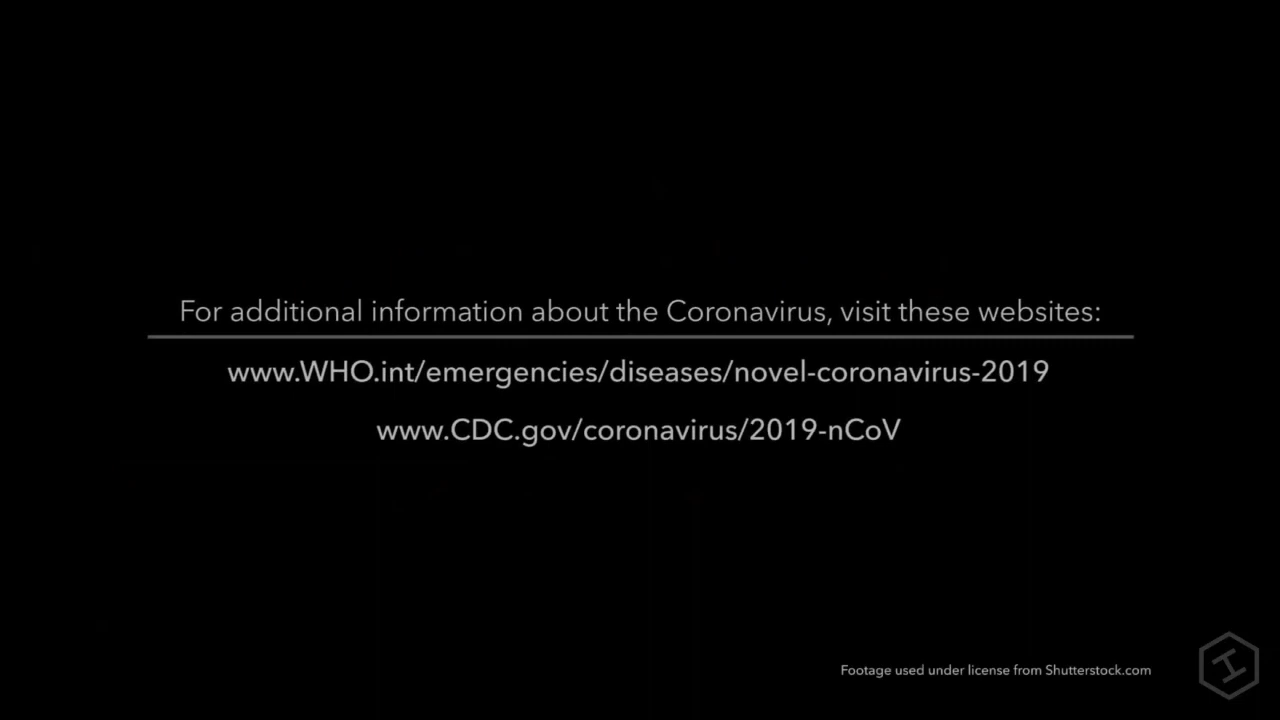 For additional information about the Coronavirus, visit these websites:
www.WHO.int/emergencies/diseases/novel-coronavirus-2019
www.CDC.gov/coronavirus/2019-nCoV
Footage used under license from Shutterstock.com